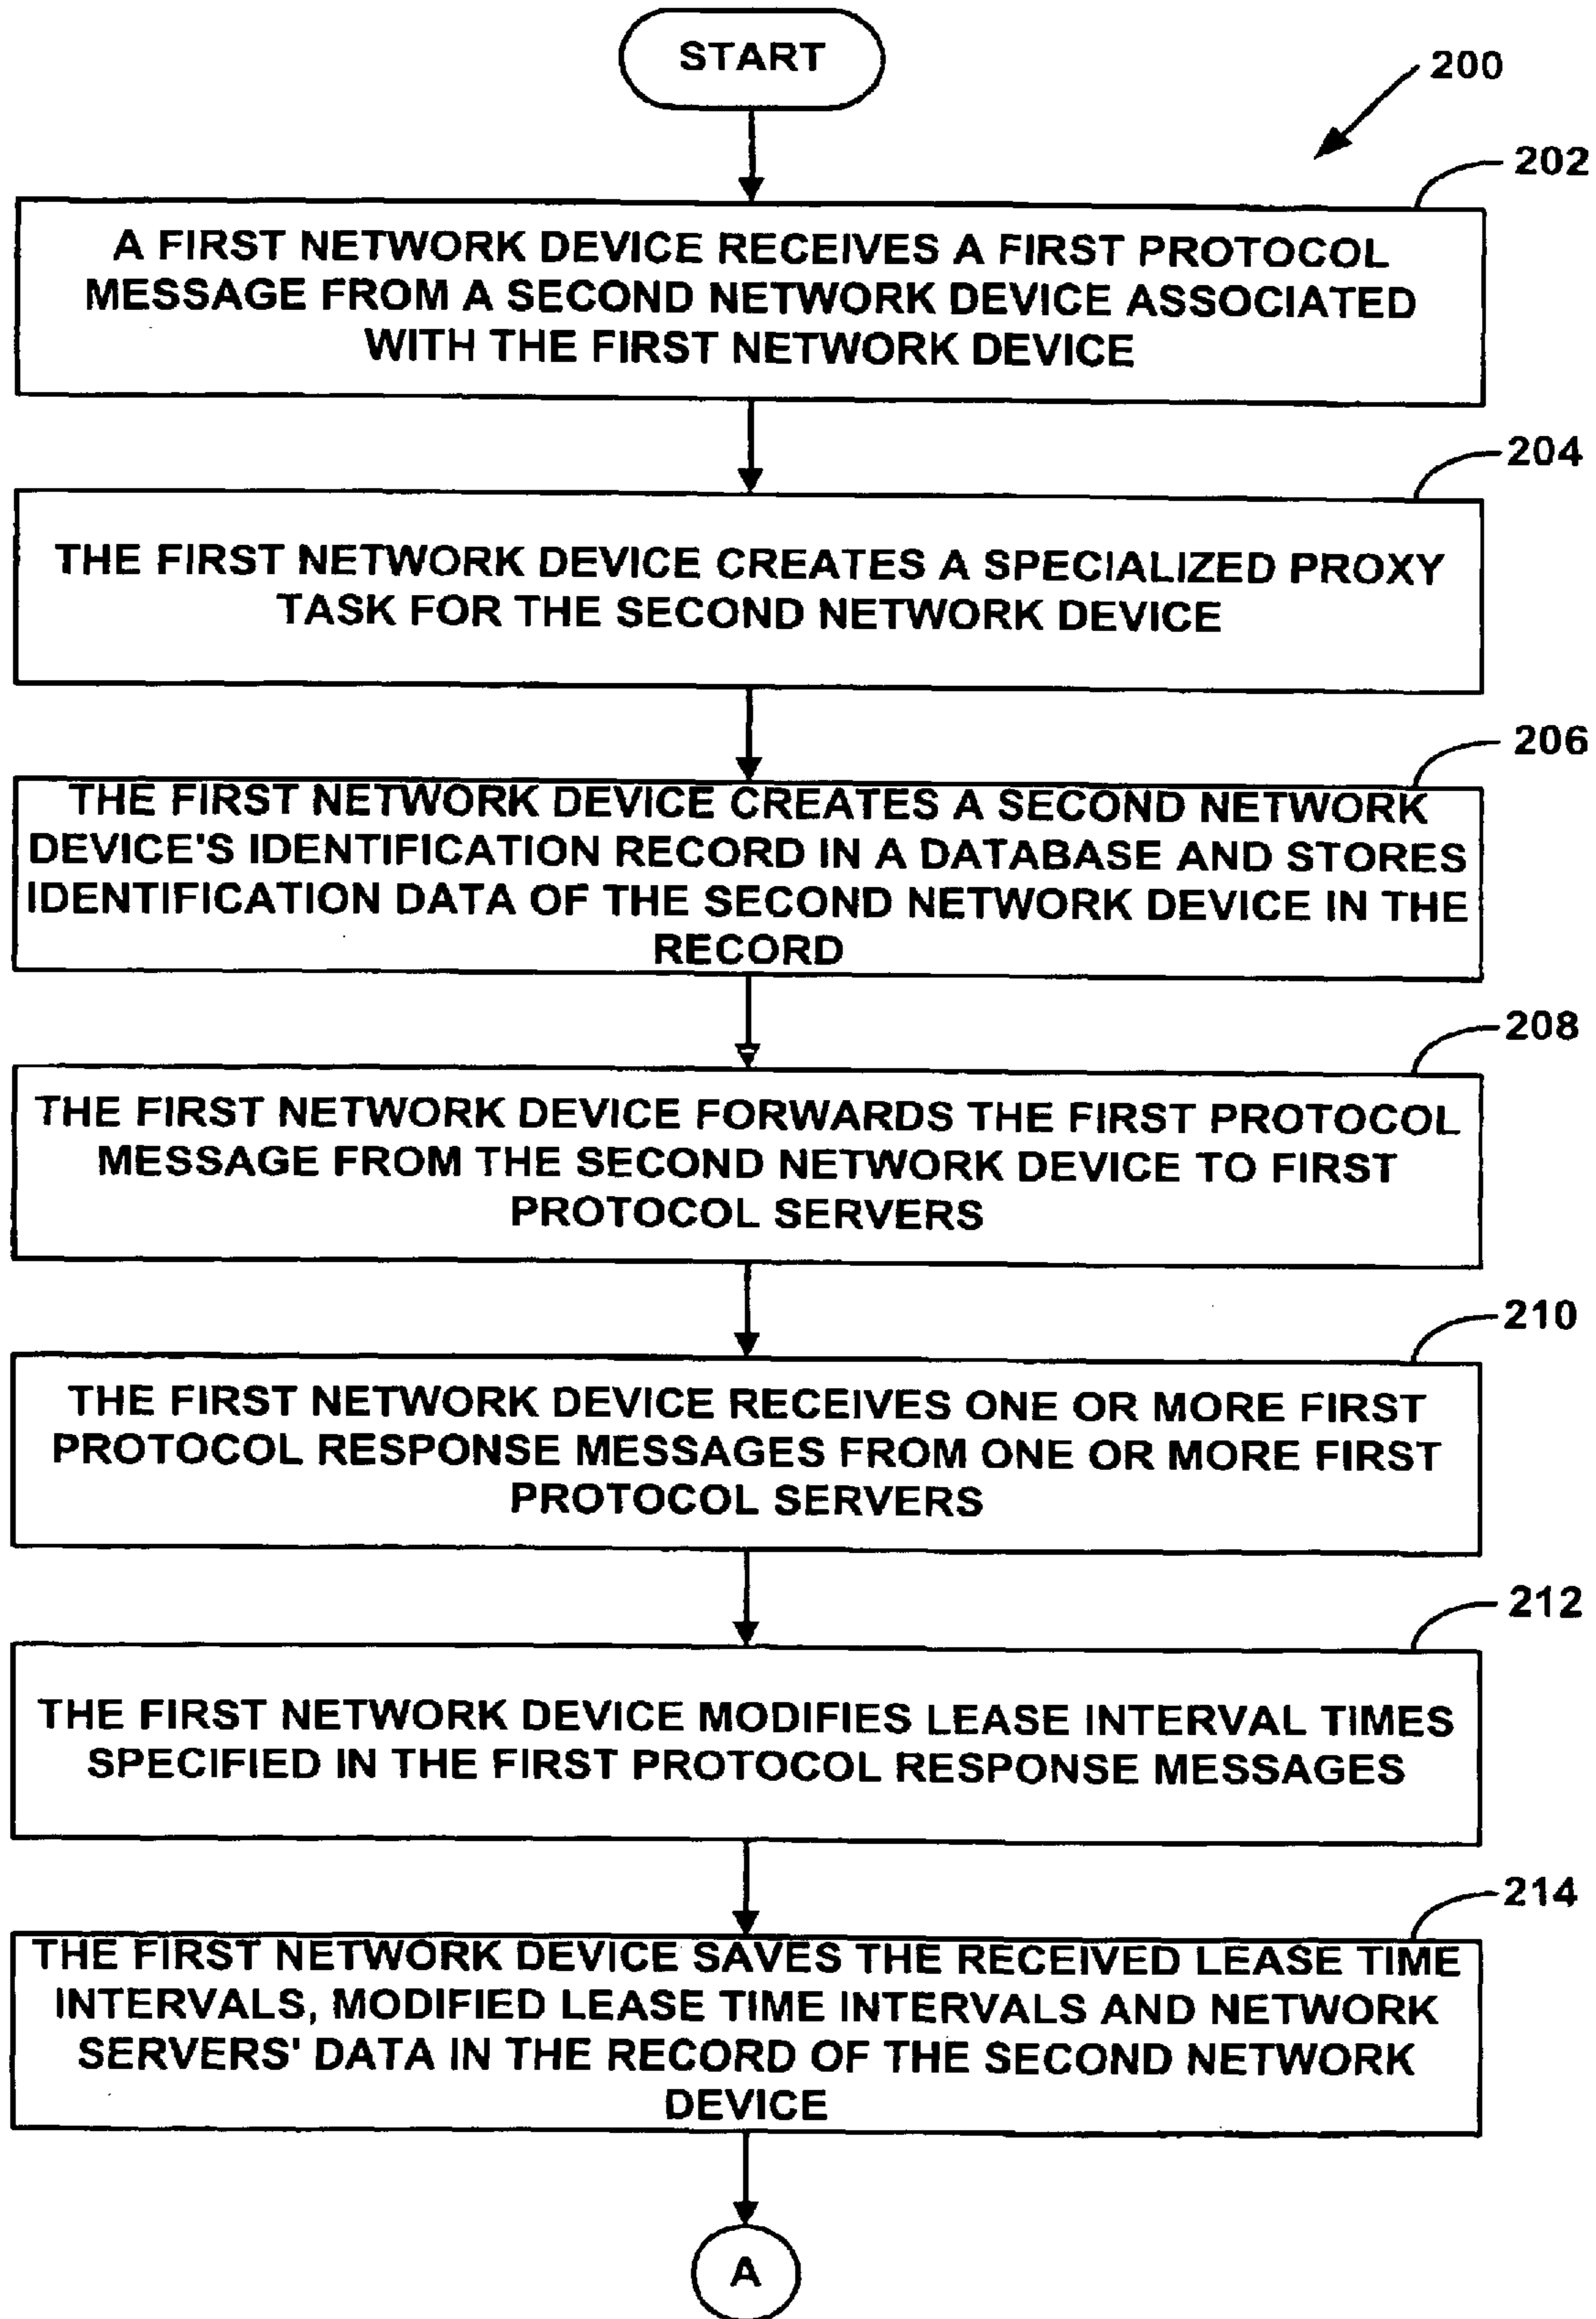 START
200
202
A FIRST NETWORK DEVICE RECEIVES A FIRST PROTOCOL
MESSAGE FROM A SECOND NETWORK DEVICE ASSOCIATED
WITH THE FIRST NETWORK DEVICE
204
THE FIRST NETWORK DEVICE CREATES A SPECIALIZED PROXY
TASK FOR THE SECOND NETWORK DEVICE
206
THE FIRST NETWORK DEVICE CREATES A SECOND NETWORK
DEVICE'S IDENTIFICATION RECORD IN A DATABASE AND STORES
IDENTIFICATION DATA OF THE SECOND NETWORK DEVICE IN THE
RECORD
208
THE FIRST NETWORK DEVICE FORWARDS THE FIRST PROTOCOL
MESSAGE FROM THE SECOND NETWORK DEVICE TO FIRST
PROTOCOL SERVERS
210
THE FIRST NETWORK DEVICE RECEIVES ONE OR MORE FIRST
PROTOCOL RESPONSE MESSAGES FROM ONE OR MORE FIRST
PROTOCOL SERVERS
212
THE FIRST NETWORK DEVICE MODIFIES LEASE INTERVAL TIMES
SPECIFIED IN THE FIRST PROTOCOL RESPONSE MESSAGES
214
THE FIRST NETWORK DEVICE SAVES THE RECEIVED LEASE TIME
INTERVALS, MODIFIED LEASE TIME INTERVALS AND NETWORK
SERVERS' DATA IN THE RECORD OF THE SECOND NETWORK
DEVICE
A